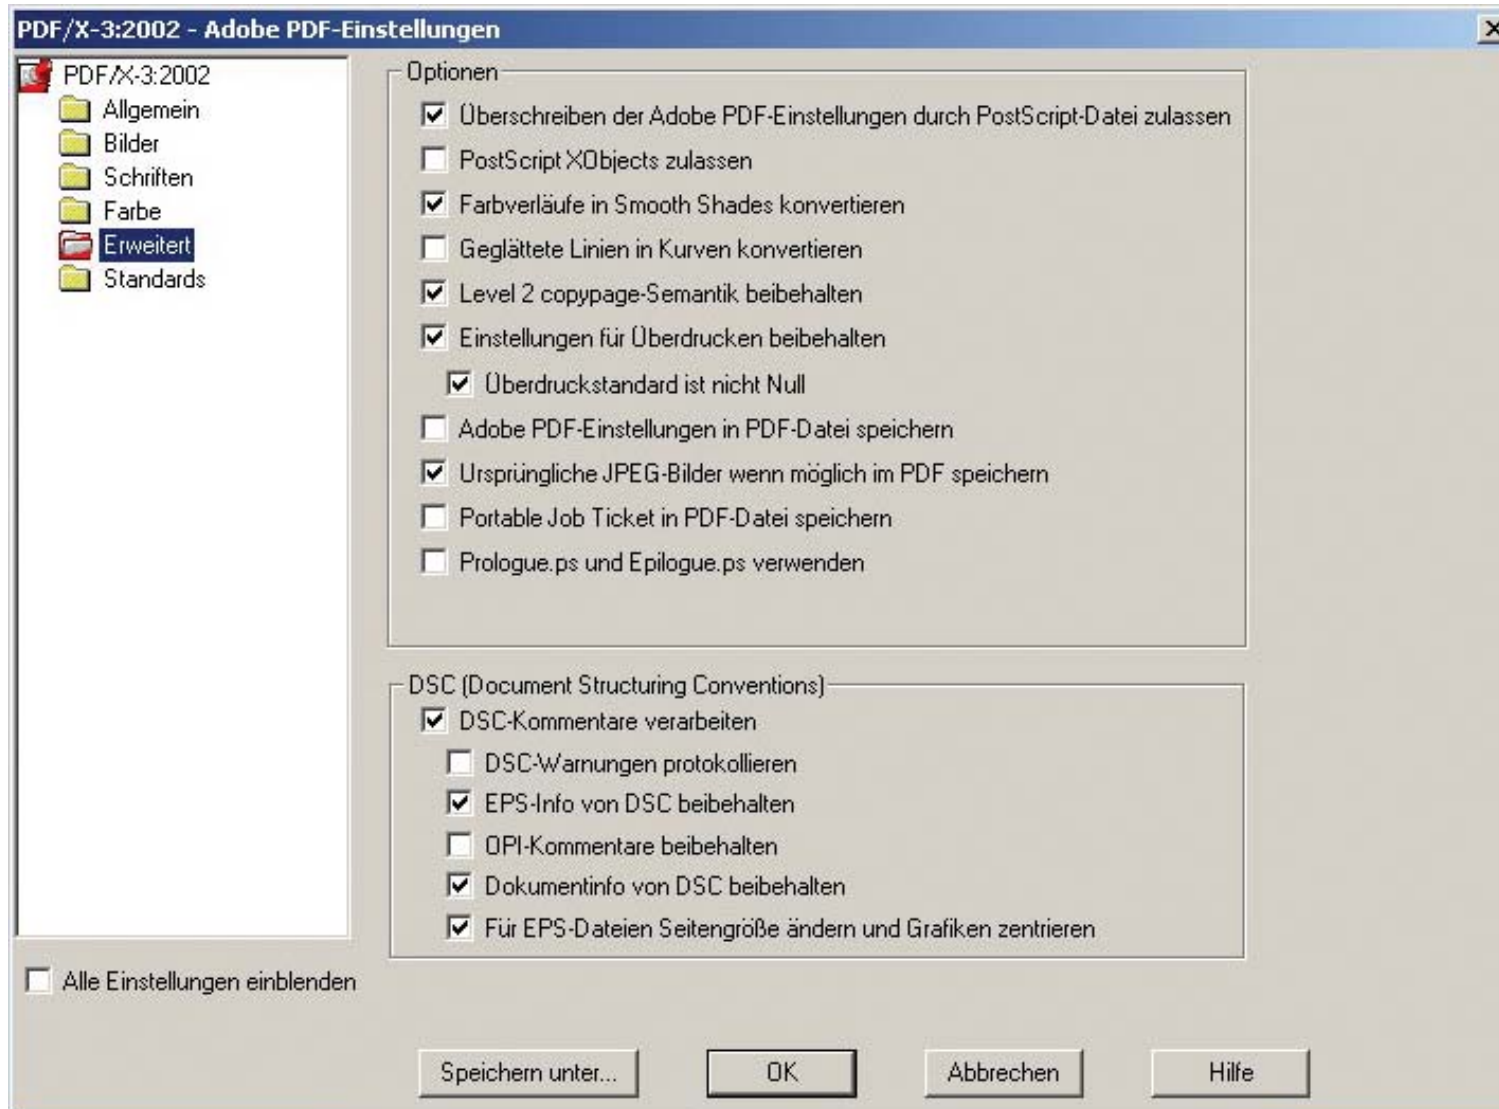 PDF/X-3:2002 - Adobe PDF-Einstellungen
PDF/X-3:2002
Allgemein
Bilder
Schriften
Farbe
Erweitert
Standards
Alle Einstellungen einblenden
Optionen
Überschreiben der Adobe PDF-Einstellungen durch PostScript-Datei zulassen
PostScript XObjects zulassen
Farbverläufe in Smooth Shades konvertieren
Geglättete Linien in Kurven konvertieren
Level 2 copypage-Semantik beibehalten
Einstellungen für Überdrucken beibehalten
Überdruckstandard ist nicht Null
Adobe PDF-Einstellungen in PDF-Datei speichern
Ursprüngliche JPEG-Bilder wenn möglich im PDF speichern
Portable Job Ticket in PDF-Datei speichern
Prologue.ps und Epilogue.ps verwenden
DSC (Document Structuring Conventions)
DSC-Kommentare verarbeiten
DSC-Warnungen protokollieren
EPS-Info von DSC beibehalten
OPI-Kommentare beibehalten
Dokumentinfo von DSC beibehalten
Für EPS-Dateien Seitengröße ändern und Grafiken zentrieren
Speichern unter...
OK
Abbrechen
Hilfe